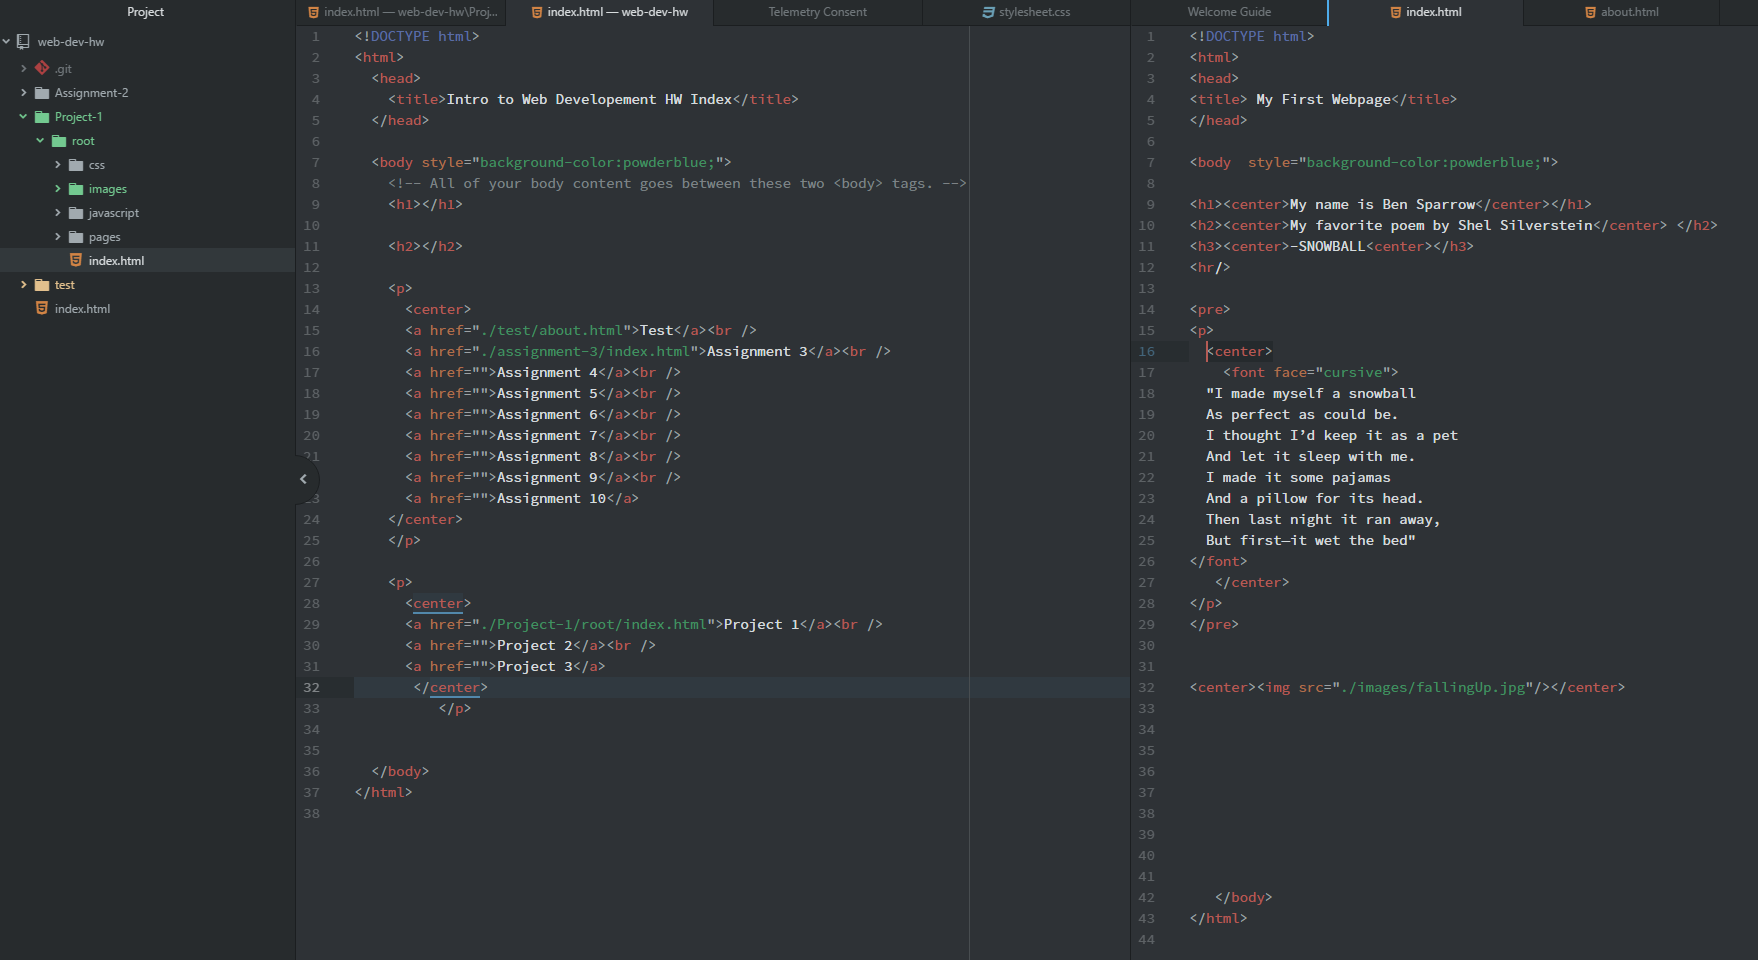 Project
web-dev-hw
.git
Assignment-2
Project-1
root
css
images
javascript
pages
index.html
test
index.html
index.html — web-dev-hw\Proj...
index.html — web-dev-hw
Telemetry Consent
stylesheet.css
1 <!DOCTYPE html>
2 <html>
3 <head>
4 <title>Intro to Web Developement HW Index</title>
5 </head>
6
7 <body style="background-color:powderblue;">
8 <!-- All of your body content goes between these two <body> tags. -->
9 <h1></h1>
10
11 <h2></h2>
12
13 <p>
14 <center>
15 <a href="./test/about.html">Test</a><br />
16 <a href="./assignment-3/index.html">Assignment 3</a><br />
17 <a href="">Assignment 4</a><br />
18 <a href="">Assignment 5</a><br />
19 <a href="">Assignment 6</a><br />
20 <a href="">Assignment 7</a><br />
21 <a href="">Assignment 8</a><br />
<a href="">Assignment 9</a><br />
23 <a href="">Assignment 10</a>
24 </center>
25 </p>
26
27 <p>
28 <center>
29 <a href="./Project-1/root/index.html">Project 1</a><br />
30 <a href="">Project 2</a><br />
31 <a href="">Project 3</a>
32 </center>
33 </p>
34
35
36 </body>
37 </html>
38
Welcome Guide
index.html
about.html
1 <!DOCTYPE html>
2 <html>
3 <head>
4 <title> My First Webpage</title>
5 </head>
6
7 <body  style="background-color:powderblue;">
8
9 <h1><center>My name is Ben Sparrow</center></h1>
10 <h2><center>My favorite poem by Shel Silverstein</center> </h2>
11 <h3><center>-SNOWBALL<center></h3>
12 <hr/>
13
14 <pre>
15 <p>
16 <center>
17 <font face="cursive">
18 "I made myself a snowball
19 As perfect as could be.
20 I thought I’d keep it as a pet
21 And let it sleep with me.
22 I made it some pajamas
23 And a pillow for its head.
24 Then last night it ran away,
25 But first—it wet the bed"
26 </font>
27 </center>
28 </p>
29 </pre>
30
31
32 <center><img src="./images/fallingUp.jpg"/></center>
33
34
35
36
37
38
39
40
41
42 </body>
43 </html>
44